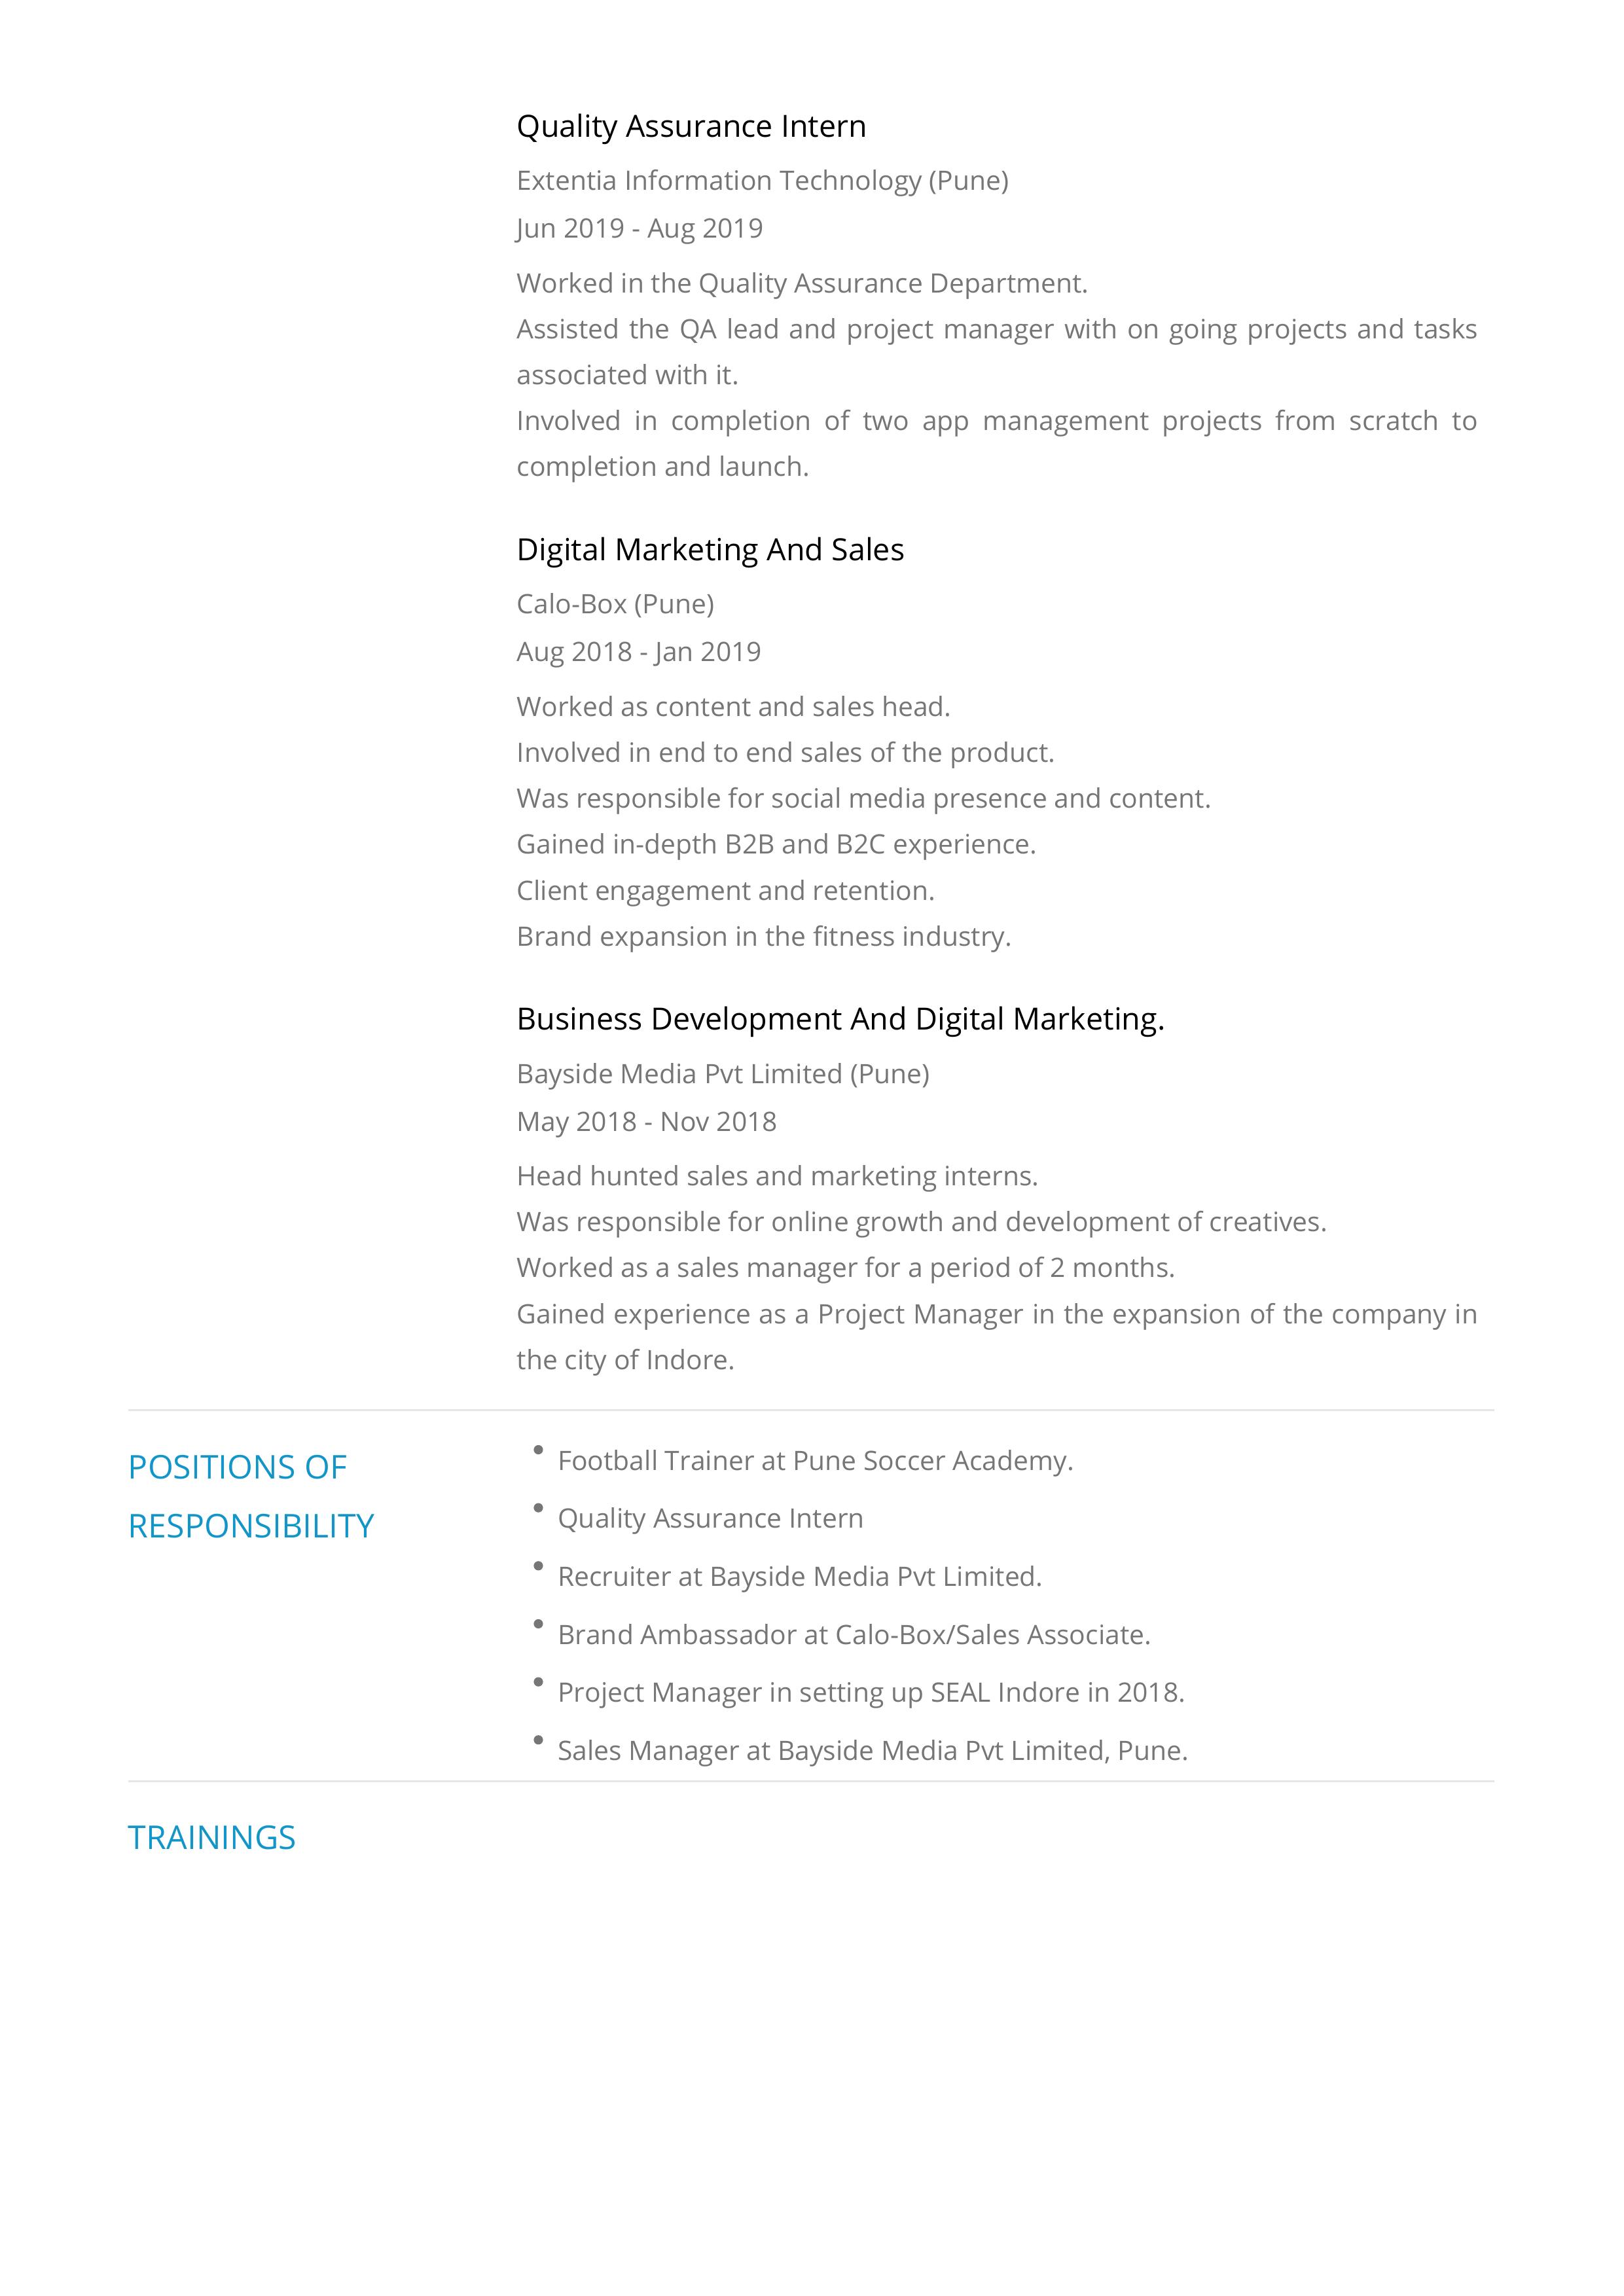 Quality Assurance Intern
Extentia Information Technology (Pune)
Jun 2019 - Aug 2019
Worked in the Quality Assurance Department.
Assisted the QA lead and project manager with on going projects and tasks
associated with it.
Involved in completion of two app management projects from scratch to
completion and launch.
Digital Marketing And Sales
Calo-Box (Pune)
Aug 2018 - Jan 2019
Worked as content and sales head.
Involved in end to end sales of the product.
Was responsible for social media presence and content.
Gained in-depth B2B and B2C experience.
Client engagement and retention.
Brand expansion in the fitness industry.
Business Development And Digital Marketing.
Bayside Media Pvt Limited (Pune)
May 2018 - Nov 2018
Head hunted sales and marketing interns.
Was responsible for online growth and development of creatives.
Worked as a sales manager for a period of 2 months.
Gained experience as a Project Manager in the expansion of the company in
the city of Indore.
POSITIONS OF
RESPONSIBILITY
• Football Trainer at Pune Soccer Academy.
• Quality Assurance Intern
• Recruiter at Bayside Media Pvt Limited.
• Brand Ambassador at Calo-Box/Sales Associate.
• Project Manager in setting up SEAL Indore in 2018.
• Sales Manager at Bayside Media Pvt Limited, Pune.
TRAININGS